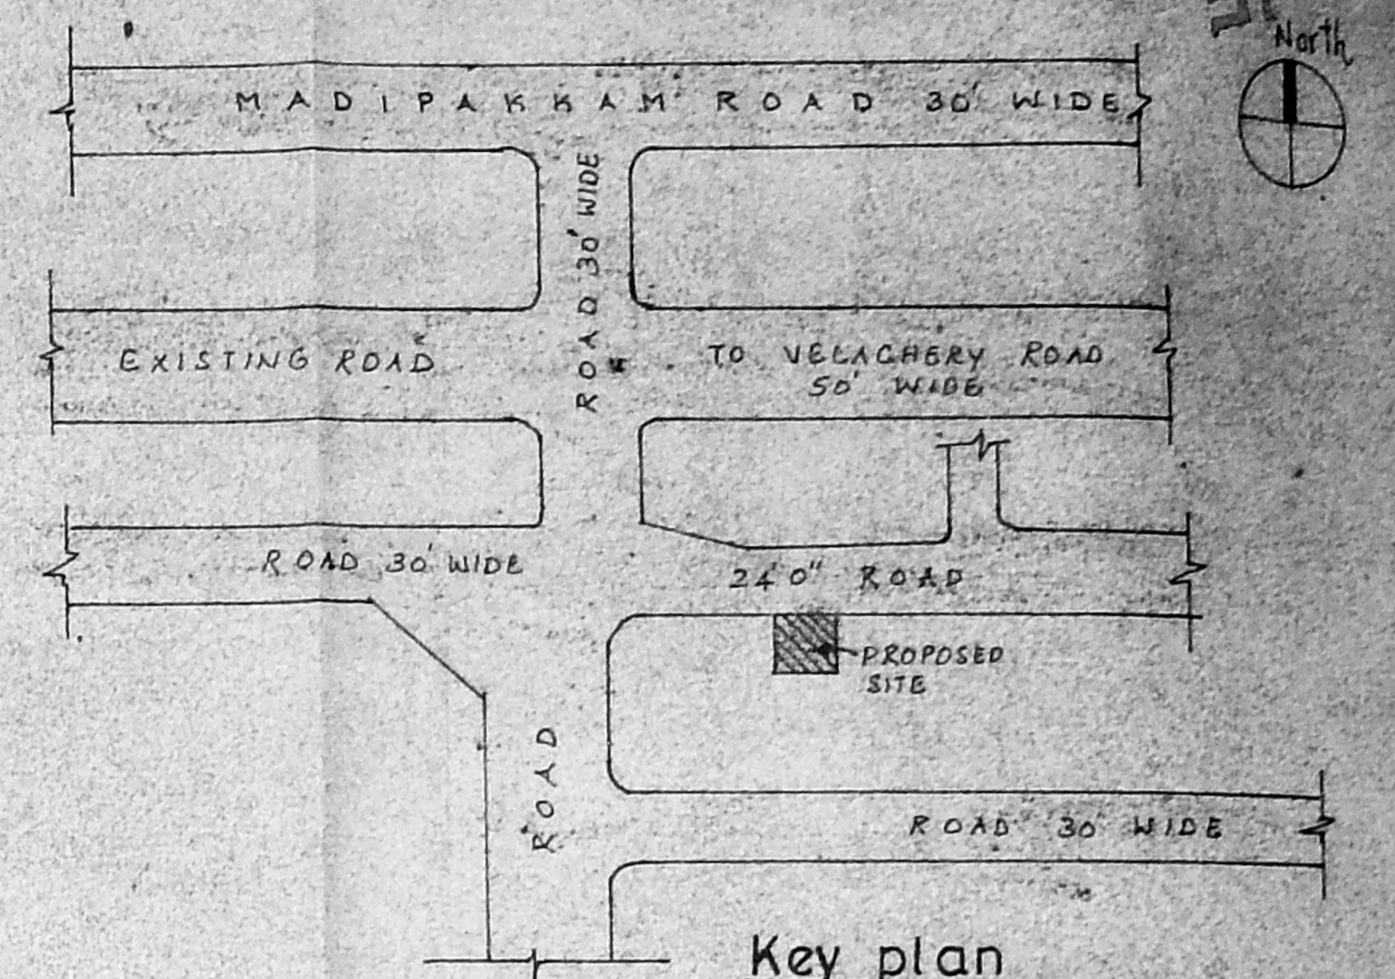 North
MADIPAKKAM ROAD 30' WIDE
ROAD 30' WIDE
EXISTING ROAD
TO VELACHERY ROAD
50' WIDE
ROAD 30' WIDE
24'0" ROAD
PROPOSED
SITE
ROAD
ROAD 30' WIDE
Key plan